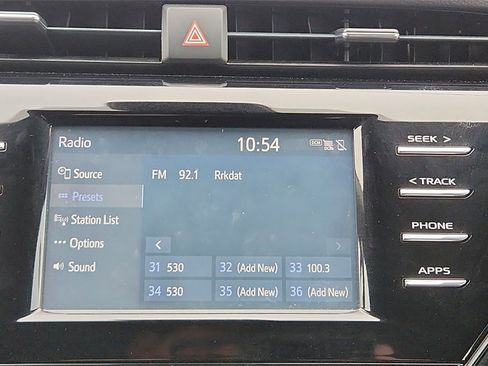 Radio 10:54 DCM
Source FM 92.1 Rrkdat
Presets
Station List
Options
Sound
31 530 32 (Add New) 33 100.3
34 530 35 (Add New) 36 (Add New)
SEEK >
< TRACK
PHONE
APPS